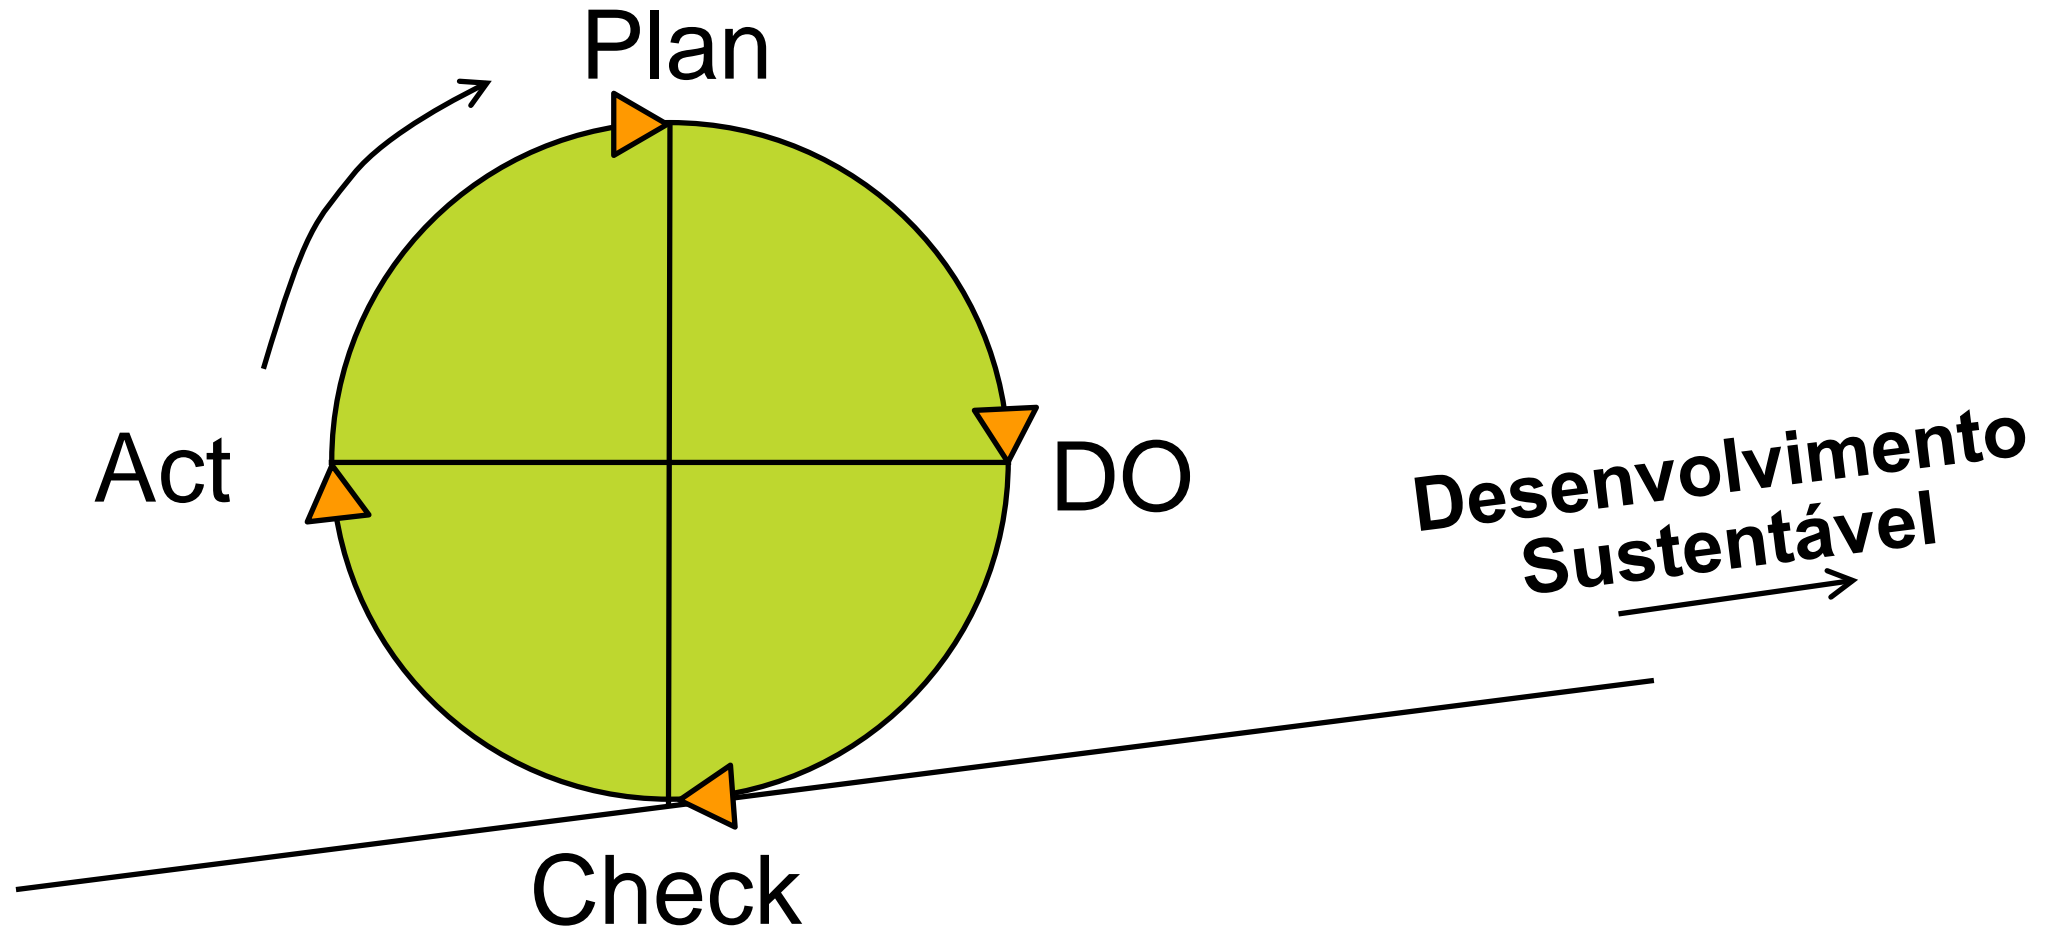 Plan
Act
DO
Desenvolvimento
Sustentável
Check